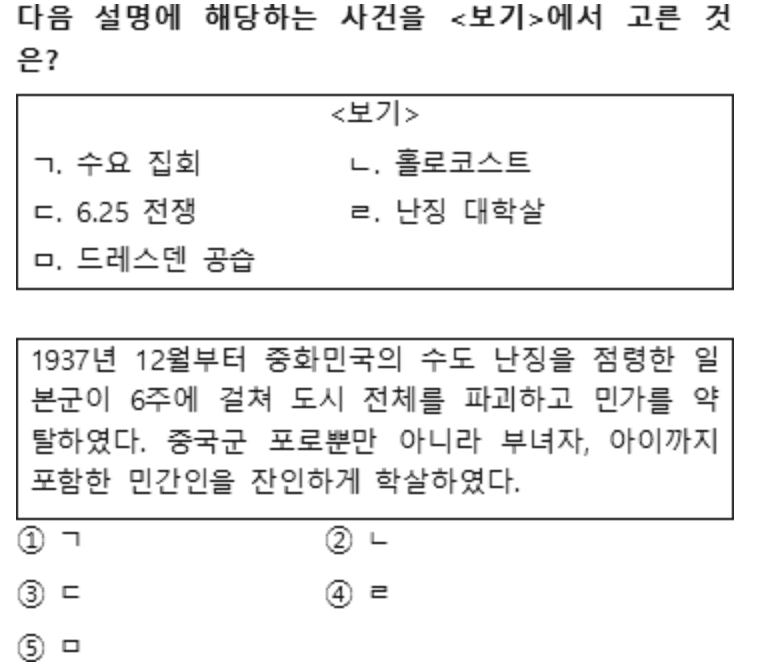 다음 설명에 해당하는 사건을 <보기>에서 고른 것
은?
<보기>
ㄱ. 수요 집회 ㄴ. 홀로코스트
ㄷ. 6.25 전쟁 ㄹ. 난징 대학살
ㅁ. 드레스덴 공습
1937년 12월부터 중화민국의 수도 난징을 점령한 일
본군이 6주에 걸쳐 도시 전체를 파괴하고 민가를 약
탈하였다. 중국군 포로뿐만 아니라 부녀자, 아이까지
포함한 민간인을 잔인하게 학살하였다.
① ㄱ ② ㄴ
③ ㄷ ④ ㄹ
⑤ ㅁ